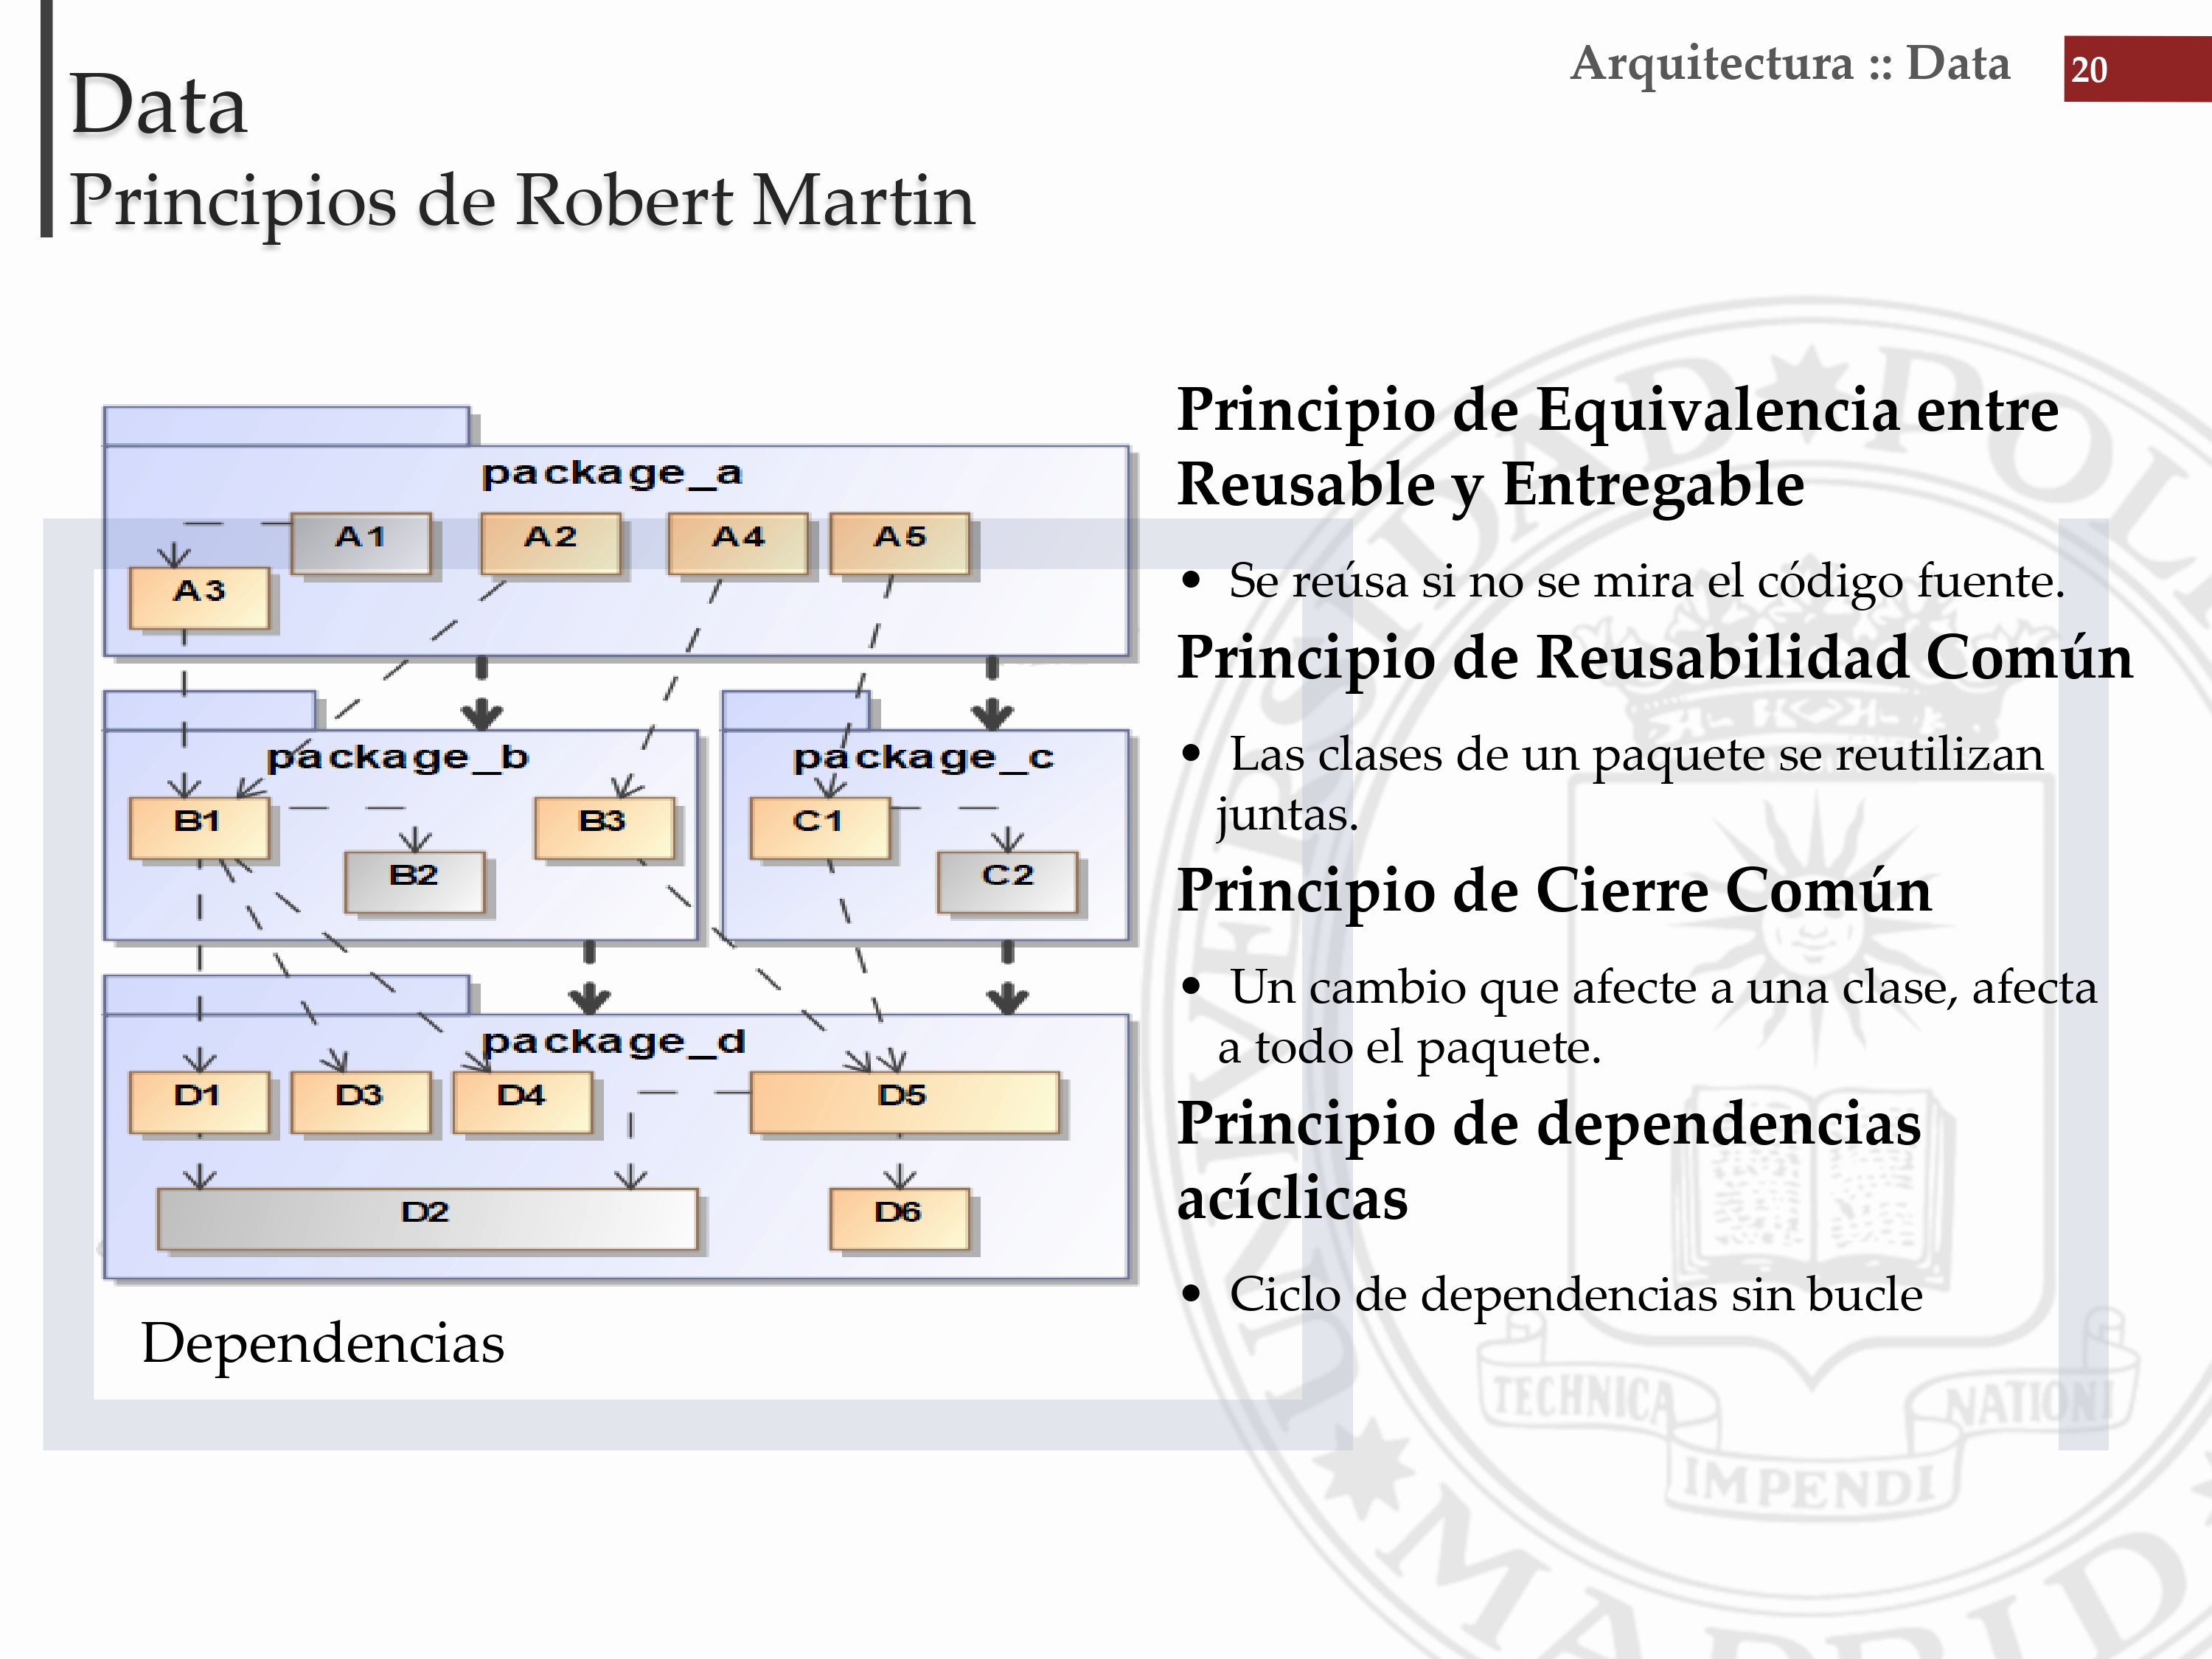 Arquitectura :: Data
20
Data
Principios de Robert Martin
package_a
A1
A2
A4
A5
A3
package_b
package_c
B1
B3
C1
B2
C2
package_d
D1
D3
D4
D5
D2
D6
Dependencias
Principio de Equivalencia entre
Reusable y Entregable
• Se reúsa si no se mira el código fuente.
Principio de Reusabilidad Común
• Las clases de un paquete se reutilizan
juntas.
Principio de Cierre Común
• Un cambio que afecte a una clase, afecta
a todo el paquete.
Principio de dependencias
acíclicas
• Ciclo de dependencias sin bucle
UNIVERSIDAD POLI
TECHNICA
IMPENDI
NATIONI
MADRID